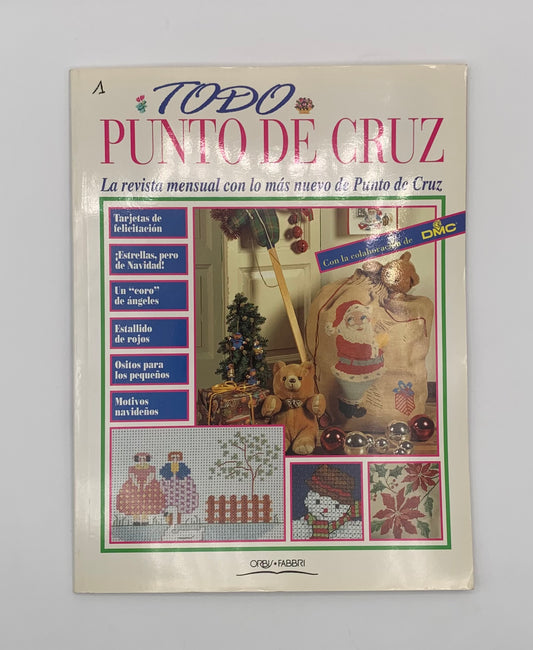 1
TODO
PUNTO DE CRUZ
La revista mensual con lo más nuevo de Punto de Cruz
Tarjetas de
felicitación
¡Estrellas, pero
de Navidad!
Un “coro”
de ángeles
Estallido
de rojos
Ositos para
los pequeños
Motivos
navideños
Con la colaboración de
DMC
ORBIS•FABBRI